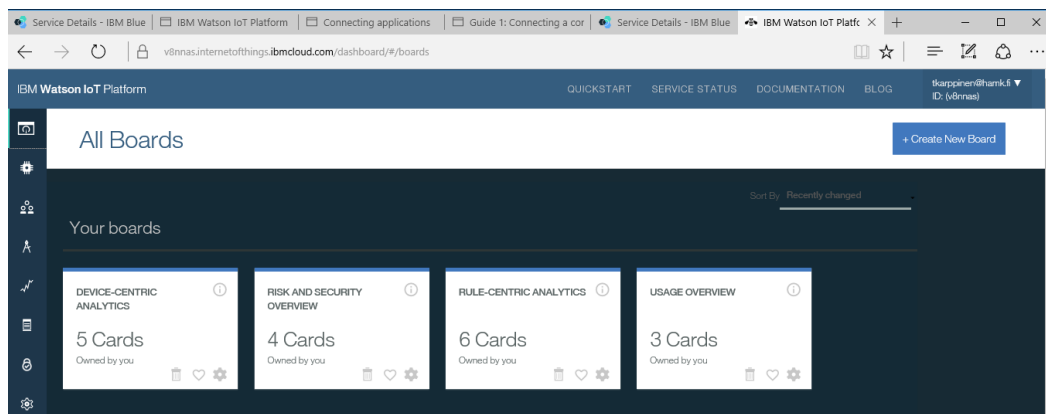 Service Details - IBM Blue
IBM Watson IoT Platform
Connecting applications
Guide 1: Connecting a cor
Service Details - IBM Blue
IBM Watson IoT Platfc
v8nnas.internetofthings.ibmcloud.com/dashboard/#/boards
IBM Watson IoT Platform
QUICKSTART
SERVICE STATUS
DOCUMENTATION
BLOG
tkarppinen@hamk.fi
ID: (v8nnas)
All Boards
+ Create New Board
Sort By Recently changed
Your boards
DEVICE-CENTRIC
ANALYTICS
5 Cards
Owned by you
RISK AND SECURITY
OVERVIEW
4 Cards
Owned by you
RULE-CENTRIC ANALYTICS
6 Cards
Owned by you
USAGE OVERVIEW
3 Cards
Owned by you